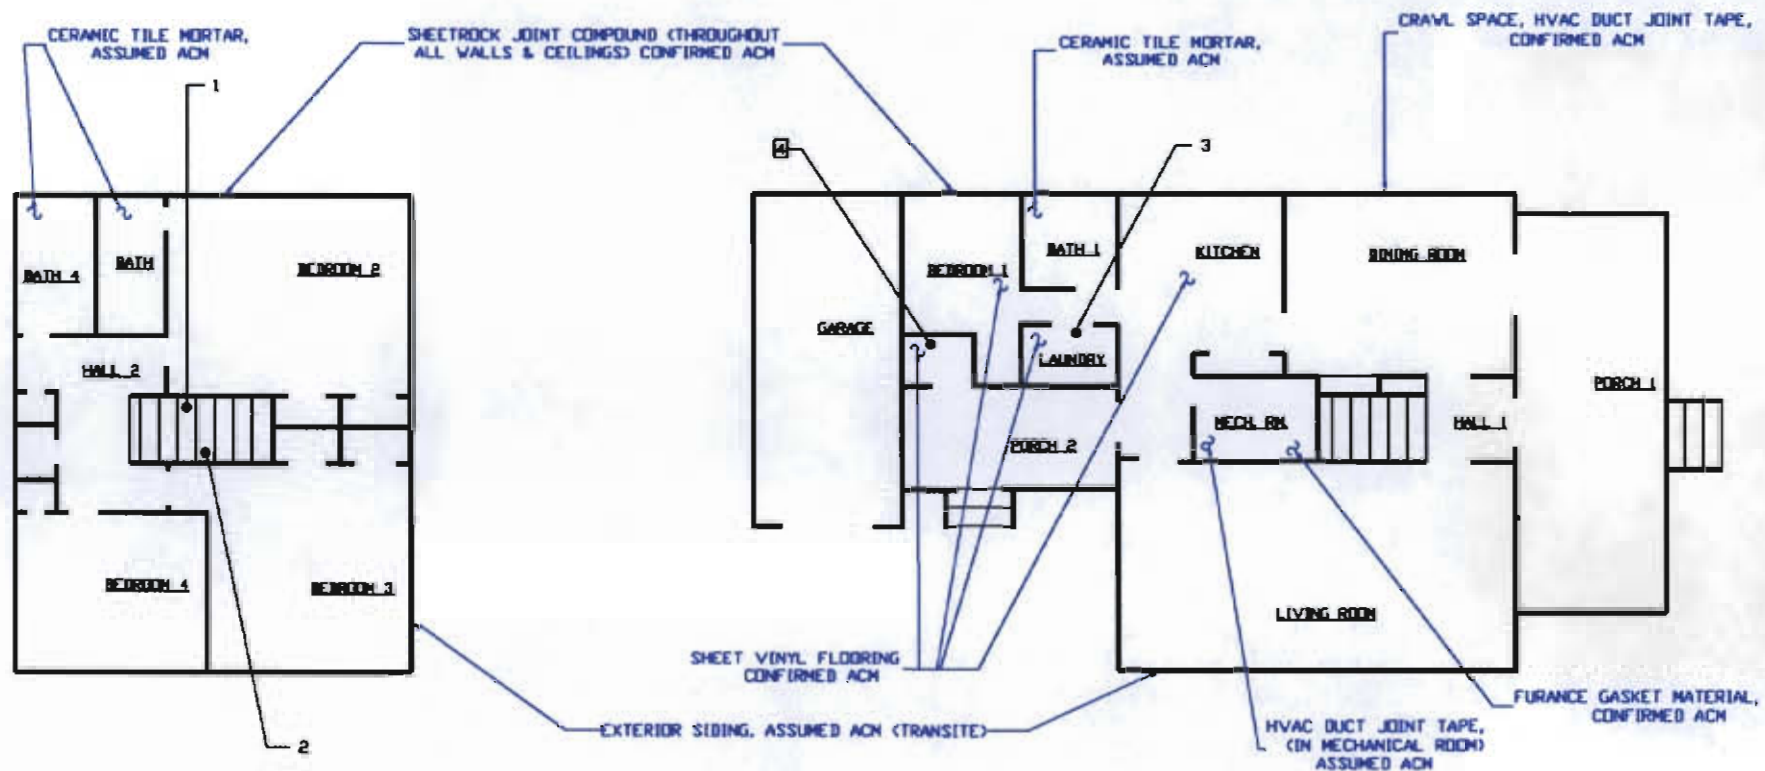 CERAMIC TILE MORTAR,
ASSUMED ACM
SHEETROCK JOINT COMPOUND (THROUGHOUT
ALL WALLS & CEILINGS) CONFIRMED ACM
CERAMIC TILE MORTAR,
ASSUMED ACM
CRAWL SPACE, HVAC DUCT JOINT TAPE,
CONFIRMED ACM
1
4
3
BATH 4
BATH
BEDROOM 2
BEDROOM 1
BATH 1
KITCHEN
DINING ROOM
GARAGE
LAUNDRY
HALL 2
PORCH 1
MECH. RM.
HALL 1
PORCH 2
BEDROOM 4
BEDROOM 3
LIVING ROOM
SHEET VINYL FLOORING
CONFIRMED ACM
EXTERIOR SIDING, ASSUMED ACM (TRANSITE)
2
HVAC DUCT JOINT TAPE,
(IN MECHANICAL ROOM)
ASSUMED ACM
FURANCE GASKET MATERIAL,
CONFIRMED ACM